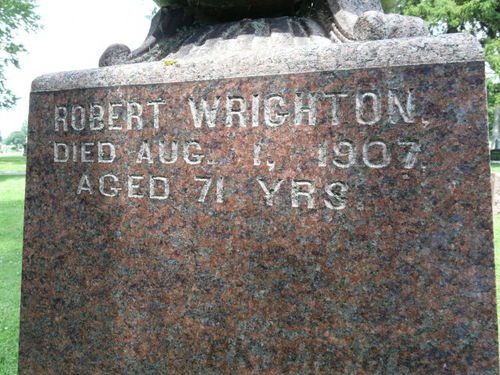 ROBERT WRIGHTON.
DIED AUG. 1, 1907.
AGED 71 YRS.